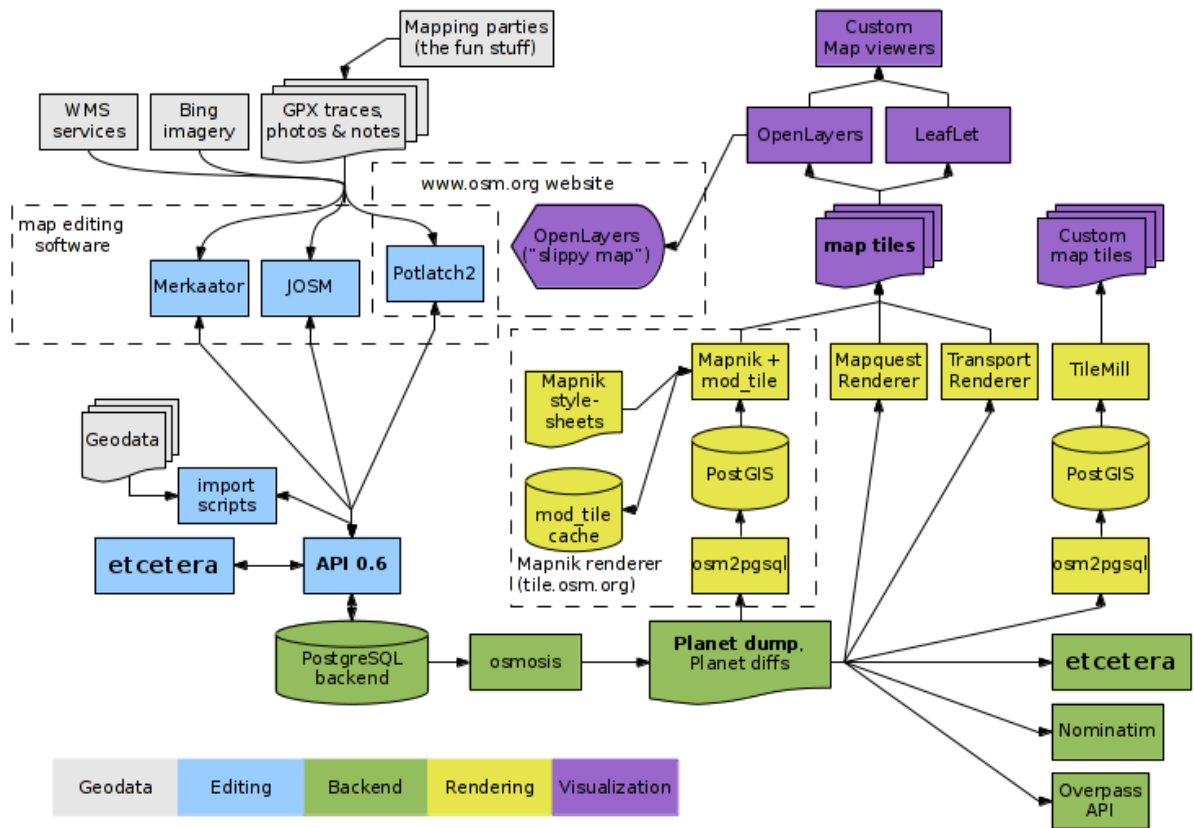 Mapping parties
(the fun stuff)
Custom
Map viewers
WMS
services
Bing
imagery
GPX traces,
photos & notes
OpenLayers
LeafLet
www.osm.org website
map editing
software
OpenLayers
("slippy map")
map tiles
Custom
map tiles
Merkaator
JOSM
Potlatch2
Mapnik
style-
sheets
Mapnik +
mod_tile
Mapquest
Renderer
Transport
Renderer
TileMill
Geodata
import
scripts
PostGIS
PostGIS
mod_tile
cache
Mapnik renderer
(tile.osm.org)
osm2pgsql
osm2pgsql
etcetera
API 0.6
PostgreSQL
backend
osmosis
Planet dump,
Planet diffs
etcetera
Nominatim
Overpass
API
Geodata
Editing
Backend
Rendering
Visualization